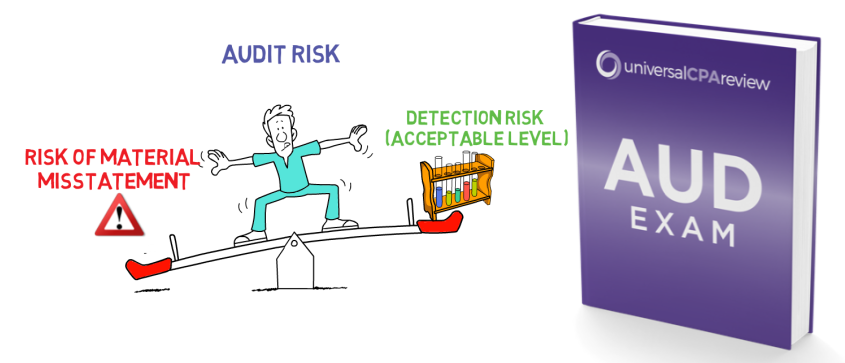 AUDIT RISK
RISK OF MATERIAL
MISSTATEMENT
DETECTION RISK
(ACCEPTABLE LEVEL)
universalCPAreview
AUD
EXAM